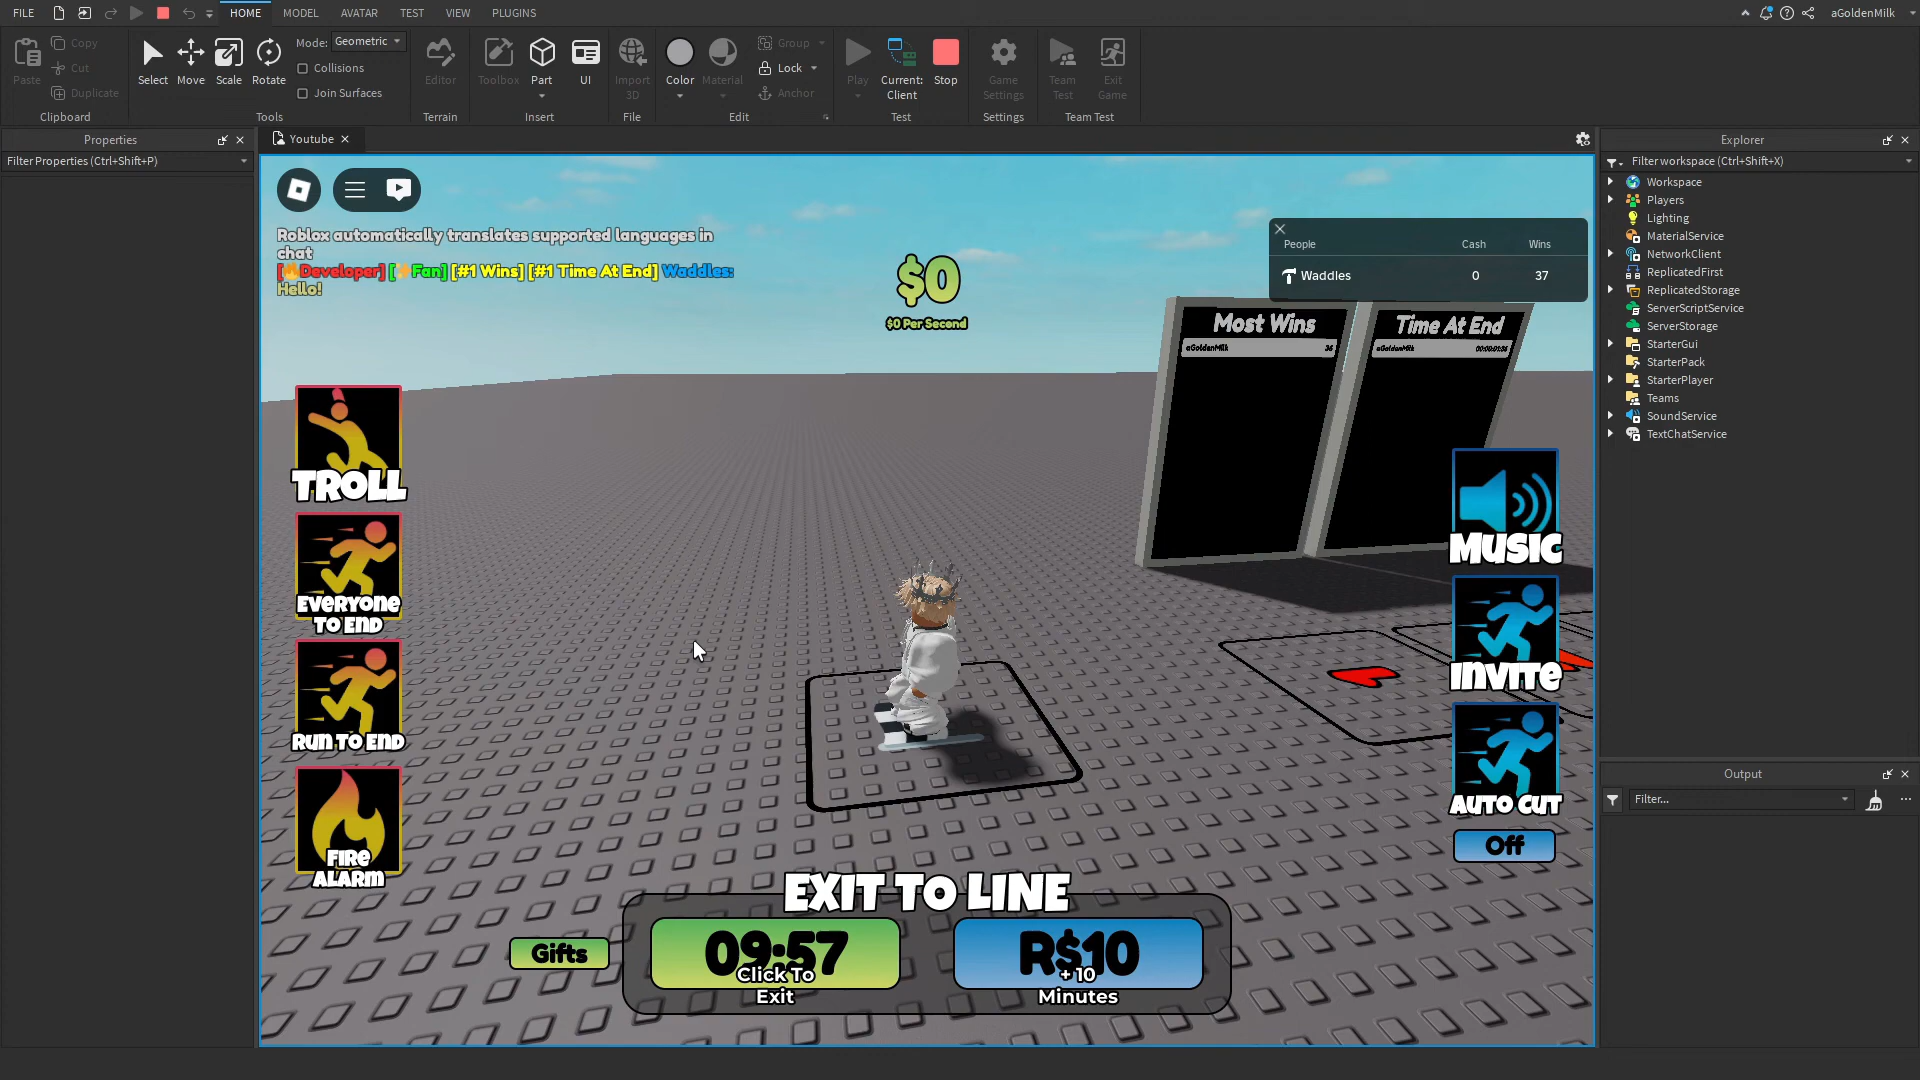 FILE HOME MODEL AVATAR TEST VIEW PLUGINS aGoldenMilk
Paste Copy Cut Duplicate Clipboard
Select Move Scale Rotate Mode: Geometric Collisions Join Surfaces Tools
Editor Terrain
Toolbox Part UI Insert
Import 3D File
Color Material Group Lock Anchor Edit
Play Current: Client Stop Test
Game Settings Settings
Team Test Exit Game Team Test
Properties
Filter Properties (Ctrl+Shift+P)
Youtube
Roblox automatically translates supported languages in
chat
[🔥Developer] [✨Fan] [#1 Wins] [#1 Time At End] Waddles:
Hello!
$0
$0 Per Second
People Cash Wins
Waddles 0 37
Most Wins
aGoldenMilk 36
Time At End
aGoldenMilk
TROLL
EVERYONE
TO END
RUN TO END
FIRE
ALARM
MUSIC
INVITE
AUTO CUT
Off
EXIT TO LINE
Gifts
09:57
Click To
Exit
R$10
+ 10
Minutes
Explorer
Filter workspace (Ctrl+Shift+X)
Workspace
Players
Lighting
MaterialService
NetworkClient
ReplicatedFirst
ReplicatedStorage
ServerScriptService
ServerStorage
StarterGui
StarterPack
StarterPlayer
Teams
SoundService
TextChatService
Output
Filter...